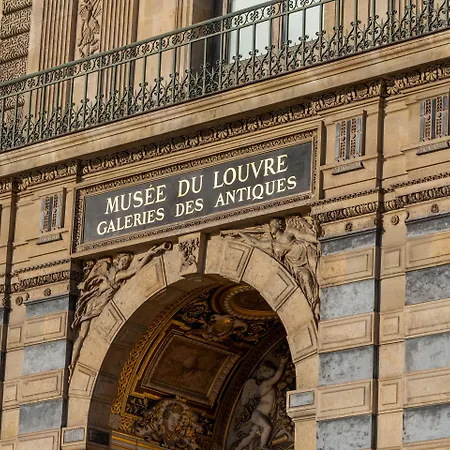 MUSÉE DU LOUVRE
GALERIES DES ANTIQUES